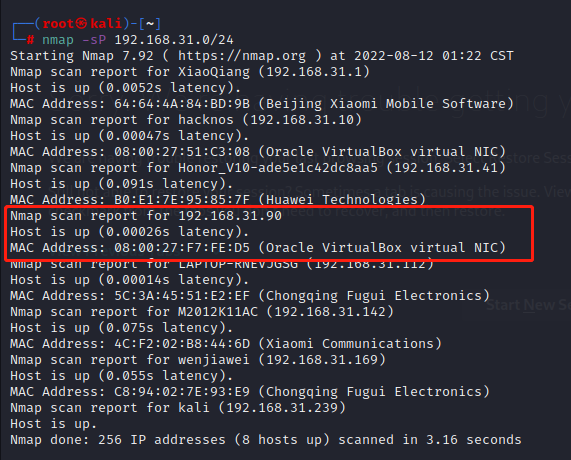 (root㉿kali)-[~]
# nmap -sP 192.168.31.0/24
Starting Nmap 7.92 ( https://nmap.org ) at 2022-08-12 01:22 CST
Nmap scan report for XiaoQiang (192.168.31.1)
Host is up (0.0052s latency).
MAC Address: 64:64:4A:84:BD:9B (Beijing Xiaomi Mobile Software)
Nmap scan report for hacknos (192.168.31.10)
Host is up (0.00047s latency).
MAC Address: 08:00:27:51:C3:08 (Oracle VirtualBox virtual NIC)
Nmap scan report for Honor_V10-ade5e1c42dc8aa5 (192.168.31.41)
Host is up (0.091s latency).
MAC Address: B0:E1:7E:95:85:7F (Huawei Technologies)
Nmap scan report for 192.168.31.90
Host is up (0.00026s latency).
MAC Address: 08:00:27:F7:FE:D5 (Oracle VirtualBox virtual NIC)
Nmap scan report for LAPTOP-RNEVJGSG (192.168.31.112)
Host is up (0.00014s latency).
MAC Address: 5C:3A:45:51:E2:EF (Chongqing Fugui Electronics)
Start New S
Nmap scan report for M2012K11AC (192.168.31.142)
Host is up (0.075s latency).
MAC Address: 4C:F2:02:B8:44:6D (Xiaomi Communications)
Nmap scan report for wenjiawei (192.168.31.169)
Host is up (0.055s latency).
MAC Address: C8:94:02:7E:93:E9 (Chongqing Fugui Electronics)
Nmap scan report for kali (192.168.31.239)
Host is up.
Nmap done: 256 IP addresses (8 hosts up) scanned in 3.16 seconds